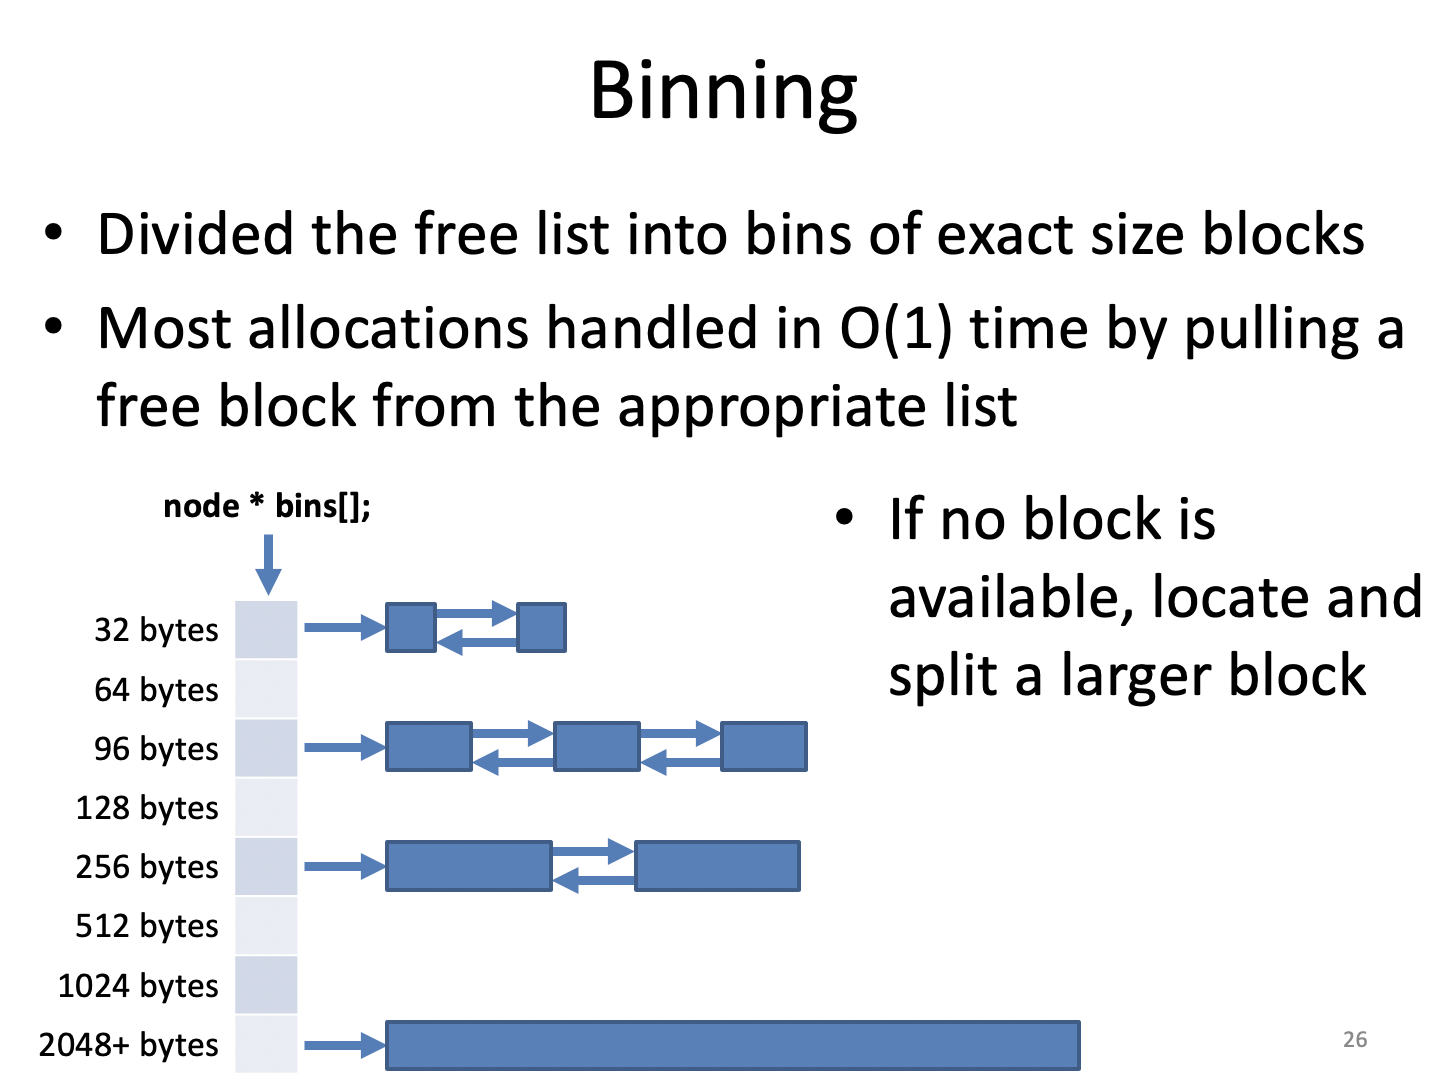 Binning
• Divided the free list into bins of exact size blocks
• Most allocations handled in O(1) time by pulling a
free block from the appropriate list
node * bins[];
32 bytes
64 bytes
96 bytes
128 bytes
256 bytes
512 bytes
1024 bytes
2048+ bytes
• If no block is
available, locate and
split a larger block
26